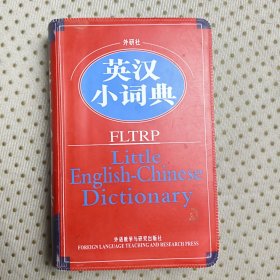 外研社
英汉
小词典
FLTRP
Little
English-Chinese
Dictionary
外语教学与研究出版社
FOREIGN LANGUAGE TEACHING AND RESEARCH PRESS